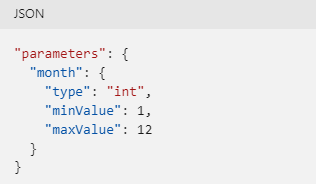 JSON
"parameters": {
  "month": {
    "type": "int",
    "minValue": 1,
    "maxValue": 12
  }
}